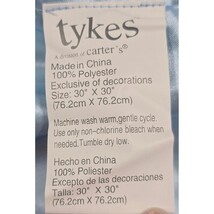 tykes
A division of carter's®
Made in China
100% Polyester
Exclusive of decorations
Size: 30" X 30"
(76.2cm X 76.2cm)
Machine wash warm,gentle cycle.
Use only non-chlorine bleach when
needed.Tumble dry low.
Hecho en China
100% Poliester
Excepto de las decoraciones
Talla: 30" X 30"
(76.2cm X 76.2cm)